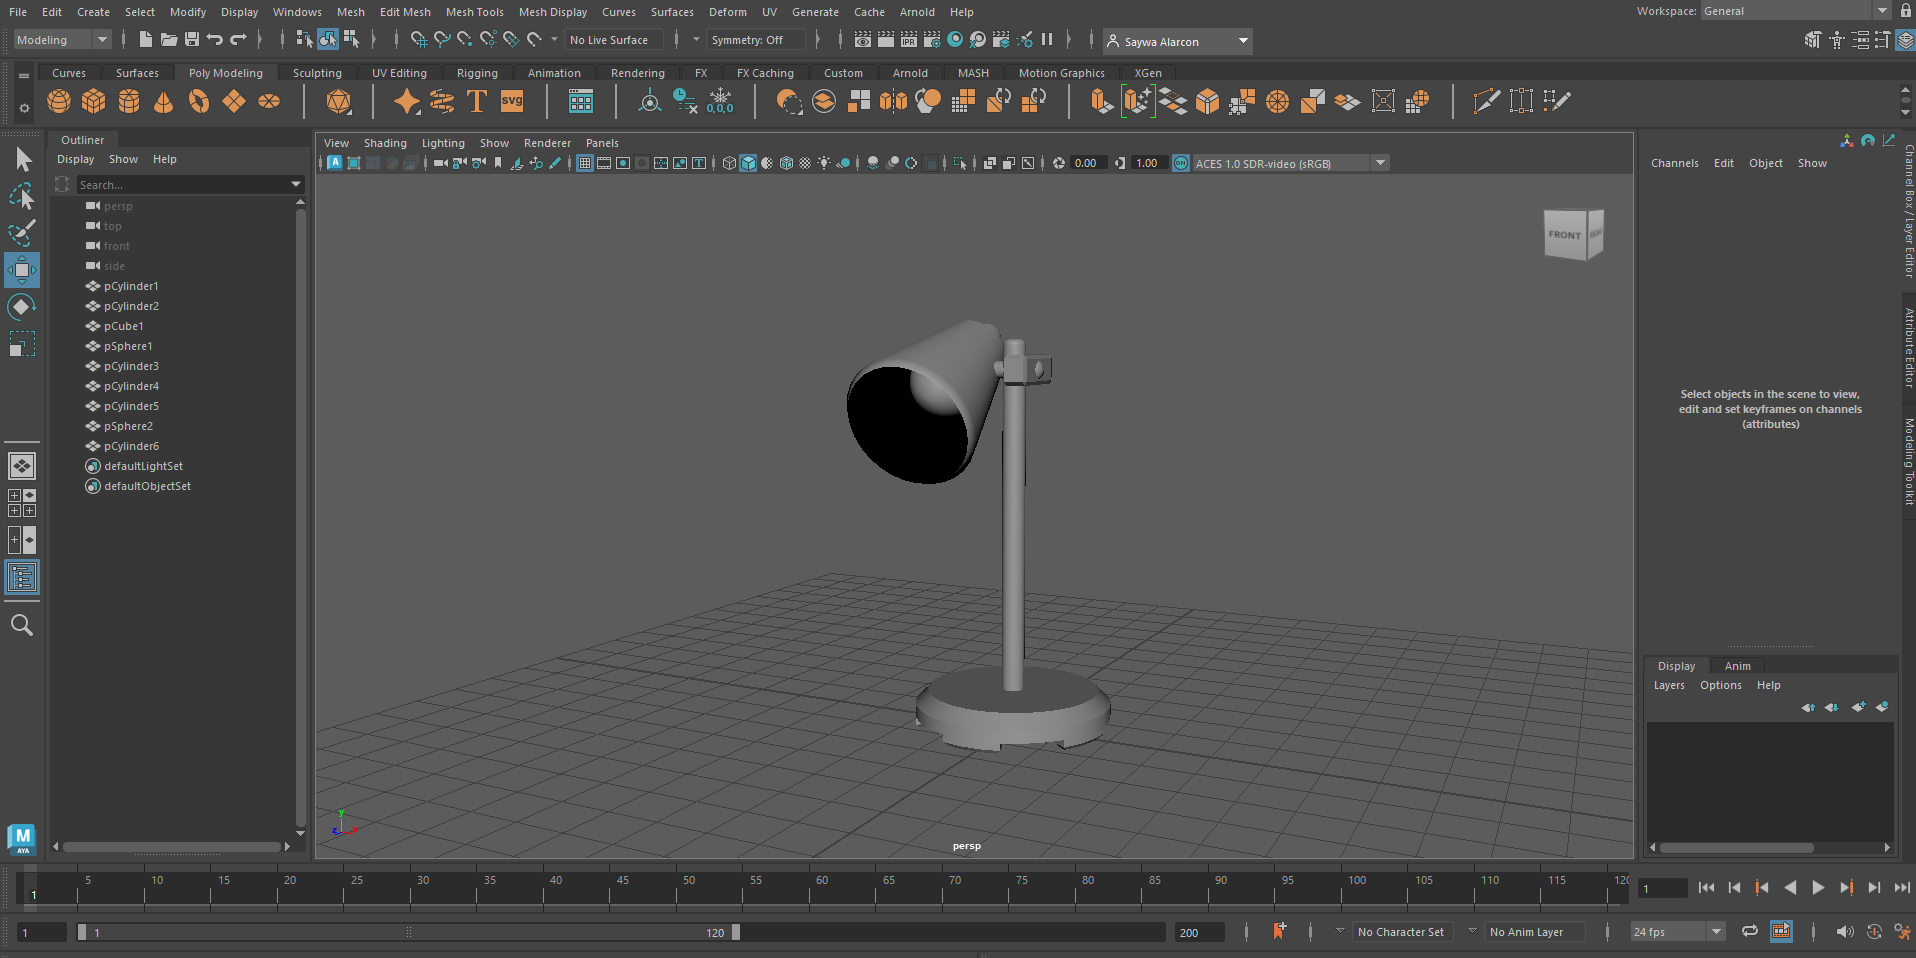 File Edit Create Select Modify Display Windows Mesh Edit Mesh Mesh Tools Mesh Display Curves Surfaces Deform UV Generate Cache Arnold Help
Workspace: General
Modeling
No Live Surface
Symmetry: Off
Saywa Alarcon
Curves Surfaces Poly Modeling Sculpting UV Editing Rigging Animation Rendering FX FX Caching Custom Arnold MASH Motion Graphics XGen
T
SVG
0,0,0
IPR
Outliner
Display Show Help
Search...
persp
top
front
side
pCylinder1
pCylinder2
pCube1
pSphere1
pCylinder3
pCylinder4
pCylinder5
pSphere2
pCylinder6
defaultLightSet
defaultObjectSet
View Shading Lighting Show Renderer Panels
0.00
1.00
ON
ACES 1.0 SDR-video (sRGB)
FRONT
y
z
x
persp
Channels Edit Object Show
Select objects in the scene to view,
edit and set keyframes on channels
(attributes)
Channel Box / Layer Editor
Attribute Editor
Modeling Toolkit
Display Anim
Layers Options Help
M
AYA
1
5 10 15 20 25 30 35 40 45 50 55 60 65 70 75 80 85 90 95 100 105 110 115 120
1
1
1
120
200
No Character Set
No Anim Layer
24 fps